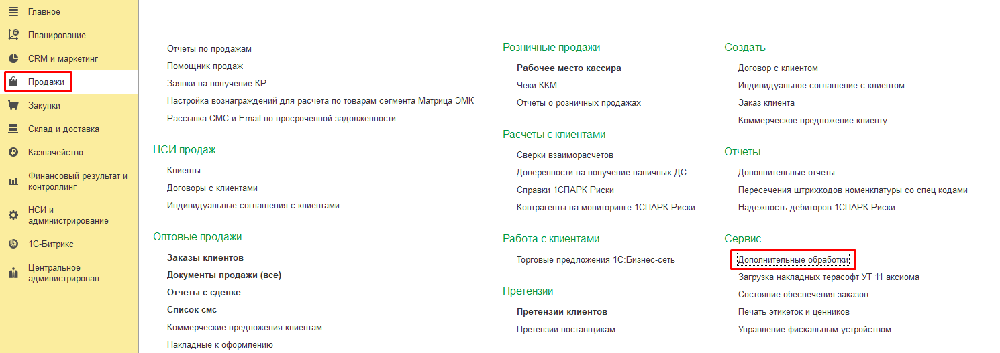 Главное
Планирование
CRM и маркетинг
Продажи
Закупки
Склад и доставка
Казначейство
Финансовый результат и
контроллинг
НСИ и
администрирование
1С-Битрикс
Центральное
администрирован...
Отчеты по продажам
Помощник продаж
Заявки на получение КР
Настройка вознаграждений для расчета по товарам сегмента Матрица ЭМК
Рассылка СМС и Email по просроченной задолженности
НСИ продаж
Клиенты
Договоры с клиентами
Индивидуальные соглашения с клиентами
Оптовые продажи
Заказы клиентов
Документы продажи (все)
Отчеты с сделке
Список смс
Коммерческие предложения клиентам
Накладные к оформлению
Розничные продажи
Рабочее место кассира
Чеки ККМ
Отчеты о розничных продажах
Расчеты с клиентами
Сверки взаиморасчетов
Доверенности на получение наличных ДС
Справки 1СПАРК Риски
Контрагенты на мониторинге 1СПАРК Риски
Работа с клиентами
Торговые предложения 1С:Бизнес-сеть
Претензии
Претензии клиентов
Претензии поставщикам
Создать
Договор с клиентом
Индивидуальное соглашение с клиентом
Заказ клиента
Коммерческое предложение клиенту
Отчеты
Дополнительные отчеты
Пересечения штрихкодов номенклатуры со спец кодами
Надежность дебиторов 1СПАРК Риски
Сервис
Дополнительные обработки
Загрузка накладных терасофт УТ 11 аксиома
Состояние обеспечения заказов
Печать этикеток и ценников
Управление фискальным устройством